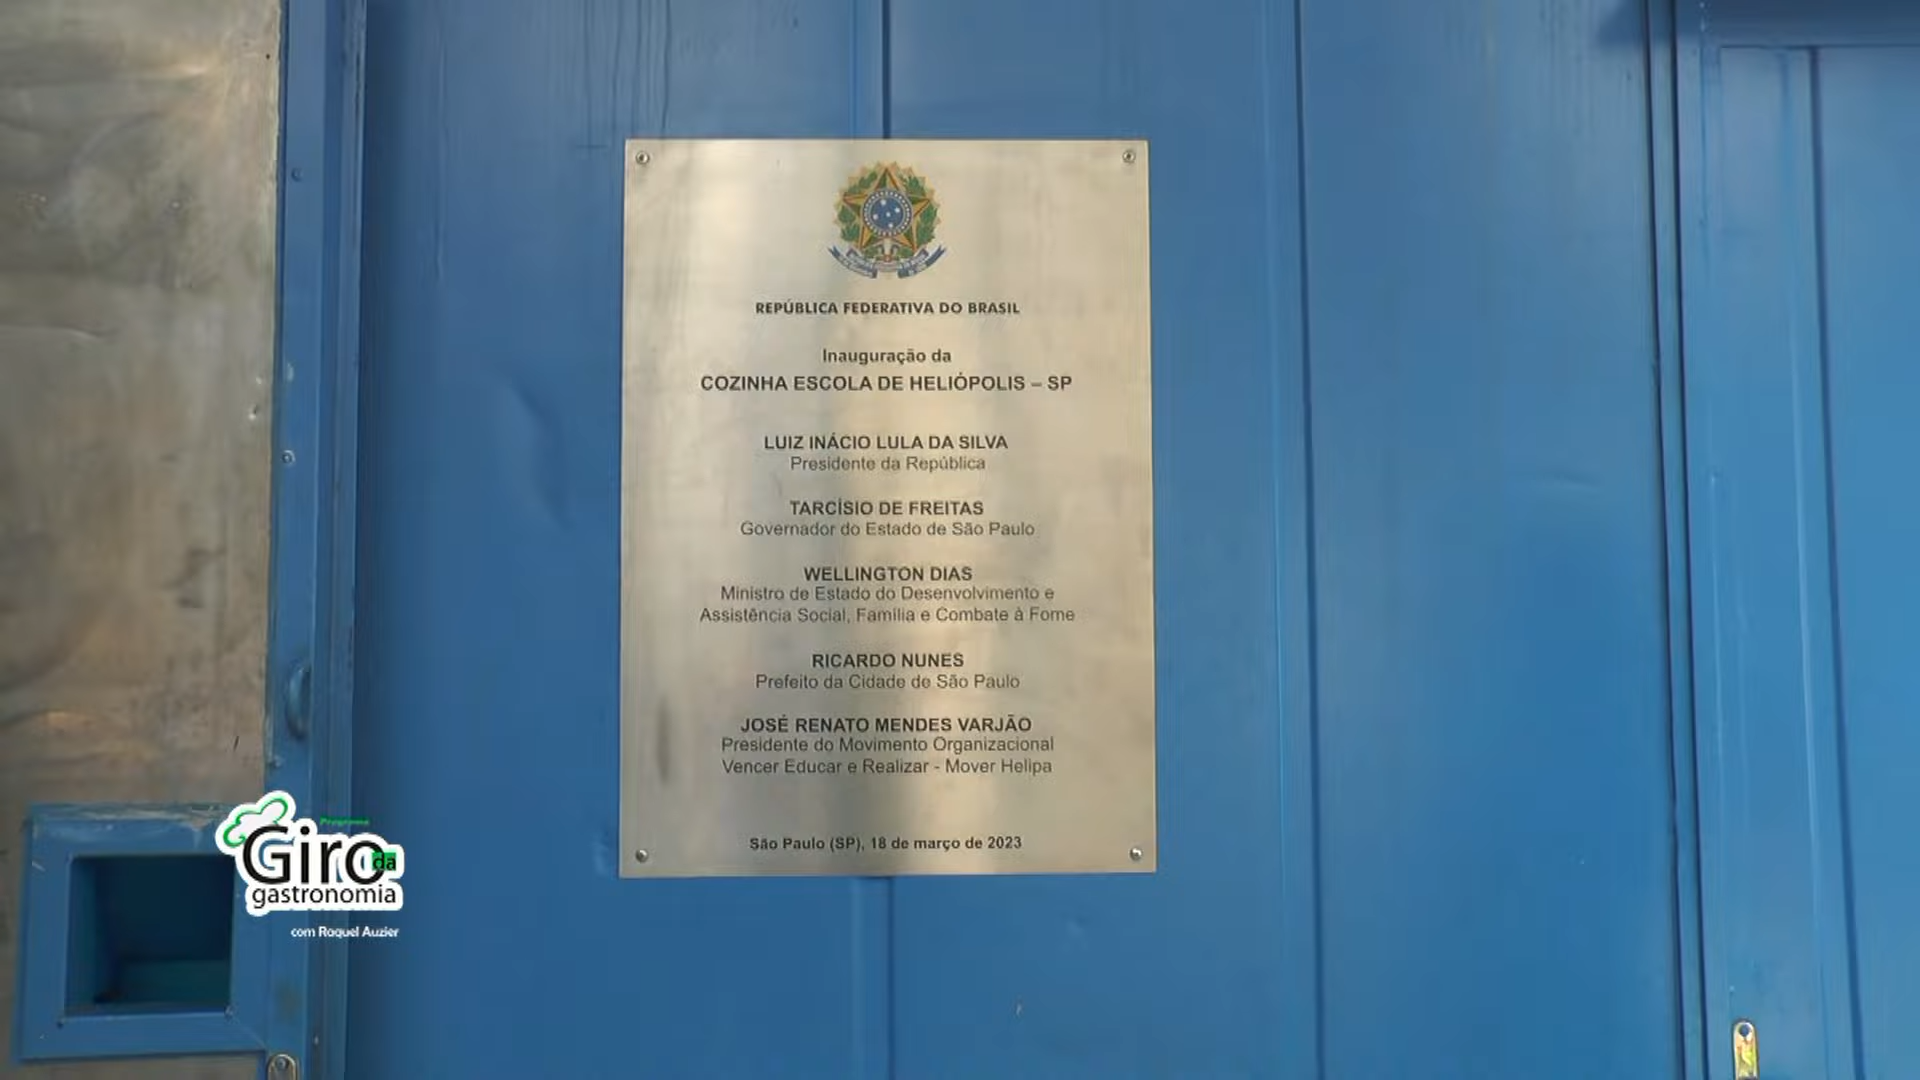 REPÚBLICA FEDERATIVA DO BRASIL
Inauguração da
COZINHA ESCOLA DE HELIÓPOLIS – SP
LUIZ INÁCIO LULA DA SILVA
Presidente da República
TARCÍSIO DE FREITAS
Governador do Estado de São Paulo
WELLINGTON DIAS
Ministro de Estado do Desenvolvimento e
Assistência Social, Família e Combate à Fome
RICARDO NUNES
Prefeito da Cidade de São Paulo
JOSÉ RENATO MENDES VARJÃO
Presidente do Movimento Organizacional
Vencer Educar e Realizar - Mover Helipa
São Paulo (SP), 18 de março de 2023
Programa
Giro da
gastronomia
com Raquel Auzier